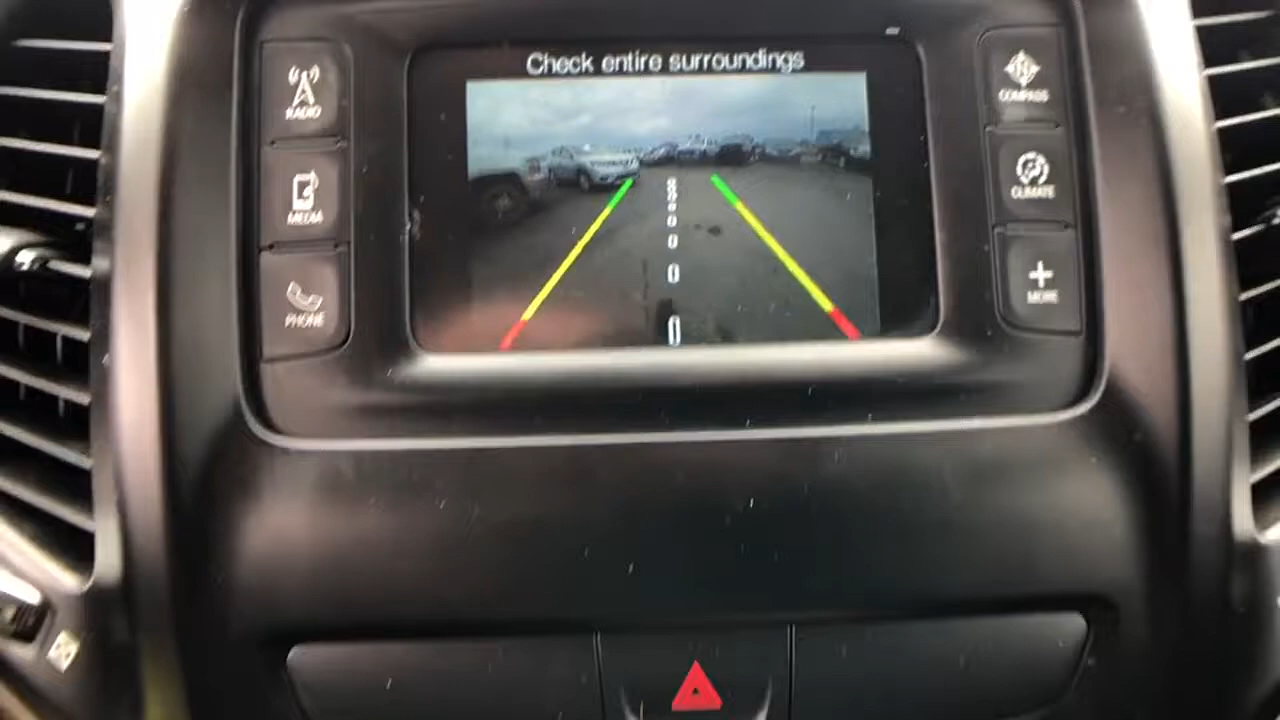 Check entire surroundings
RADIO
MEDIA
PHONE
N
COMPASS
CLIMATE
MORE